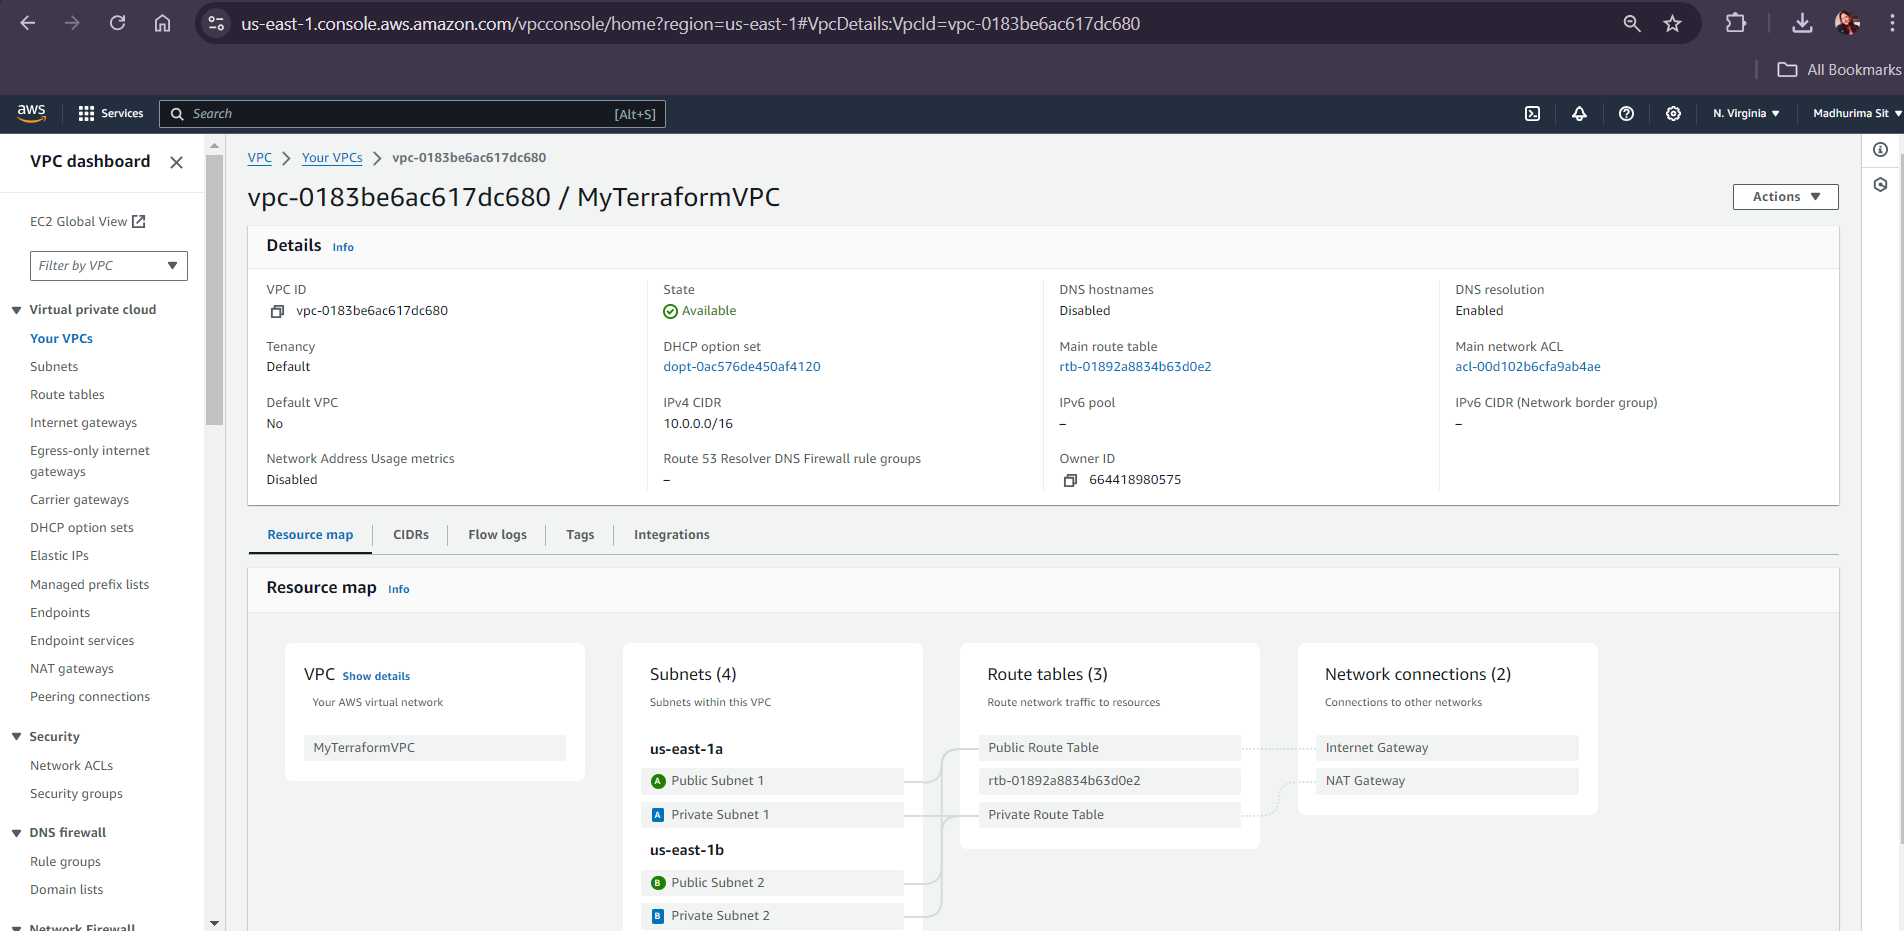 us-east-1.console.aws.amazon.com/vpcconsole/home?region=us-east-1#VpcDetails:VpcId=vpc-0183be6ac617dc680
All Bookmarks
aws
Services
Search
[Alt+S]
N. Virginia
Madhurima Sit
VPC dashboard
EC2 Global View
Filter by VPC
Virtual private cloud
Your VPCs
Subnets
Route tables
Internet gateways
Egress-only internet
gateways
Carrier gateways
DHCP option sets
Elastic IPs
Managed prefix lists
Endpoints
Endpoint services
NAT gateways
Peering connections
Security
Network ACLs
Security groups
DNS firewall
Rule groups
Domain lists
Network Firewall
VPC
Your VPCs
vpc-0183be6ac617dc680
vpc-0183be6ac617dc680 / MyTerraformVPC
Actions
Details Info
VPC ID
vpc-0183be6ac617dc680
State
Available
DNS hostnames
Disabled
DNS resolution
Enabled
Tenancy
Default
DHCP option set
dopt-0ac576de450af4120
Main route table
rtb-01892a8834b63d0e2
Main network ACL
acl-00d102b6cfa9ab4ae
Default VPC
No
IPv4 CIDR
10.0.0.0/16
IPv6 pool
–
IPv6 CIDR (Network border group)
–
Network Address Usage metrics
Disabled
Route 53 Resolver DNS Firewall rule groups
–
Owner ID
664418980575
Resource map
CIDRs
Flow logs
Tags
Integrations
Resource map Info
VPC Show details
Your AWS virtual network
MyTerraformVPC
Subnets (4)
Subnets within this VPC
us-east-1a
A Public Subnet 1
A Private Subnet 1
us-east-1b
B Public Subnet 2
B Private Subnet 2
Route tables (3)
Route network traffic to resources
Public Route Table
rtb-01892a8834b63d0e2
Private Route Table
Network connections (2)
Connections to other networks
Internet Gateway
NAT Gateway